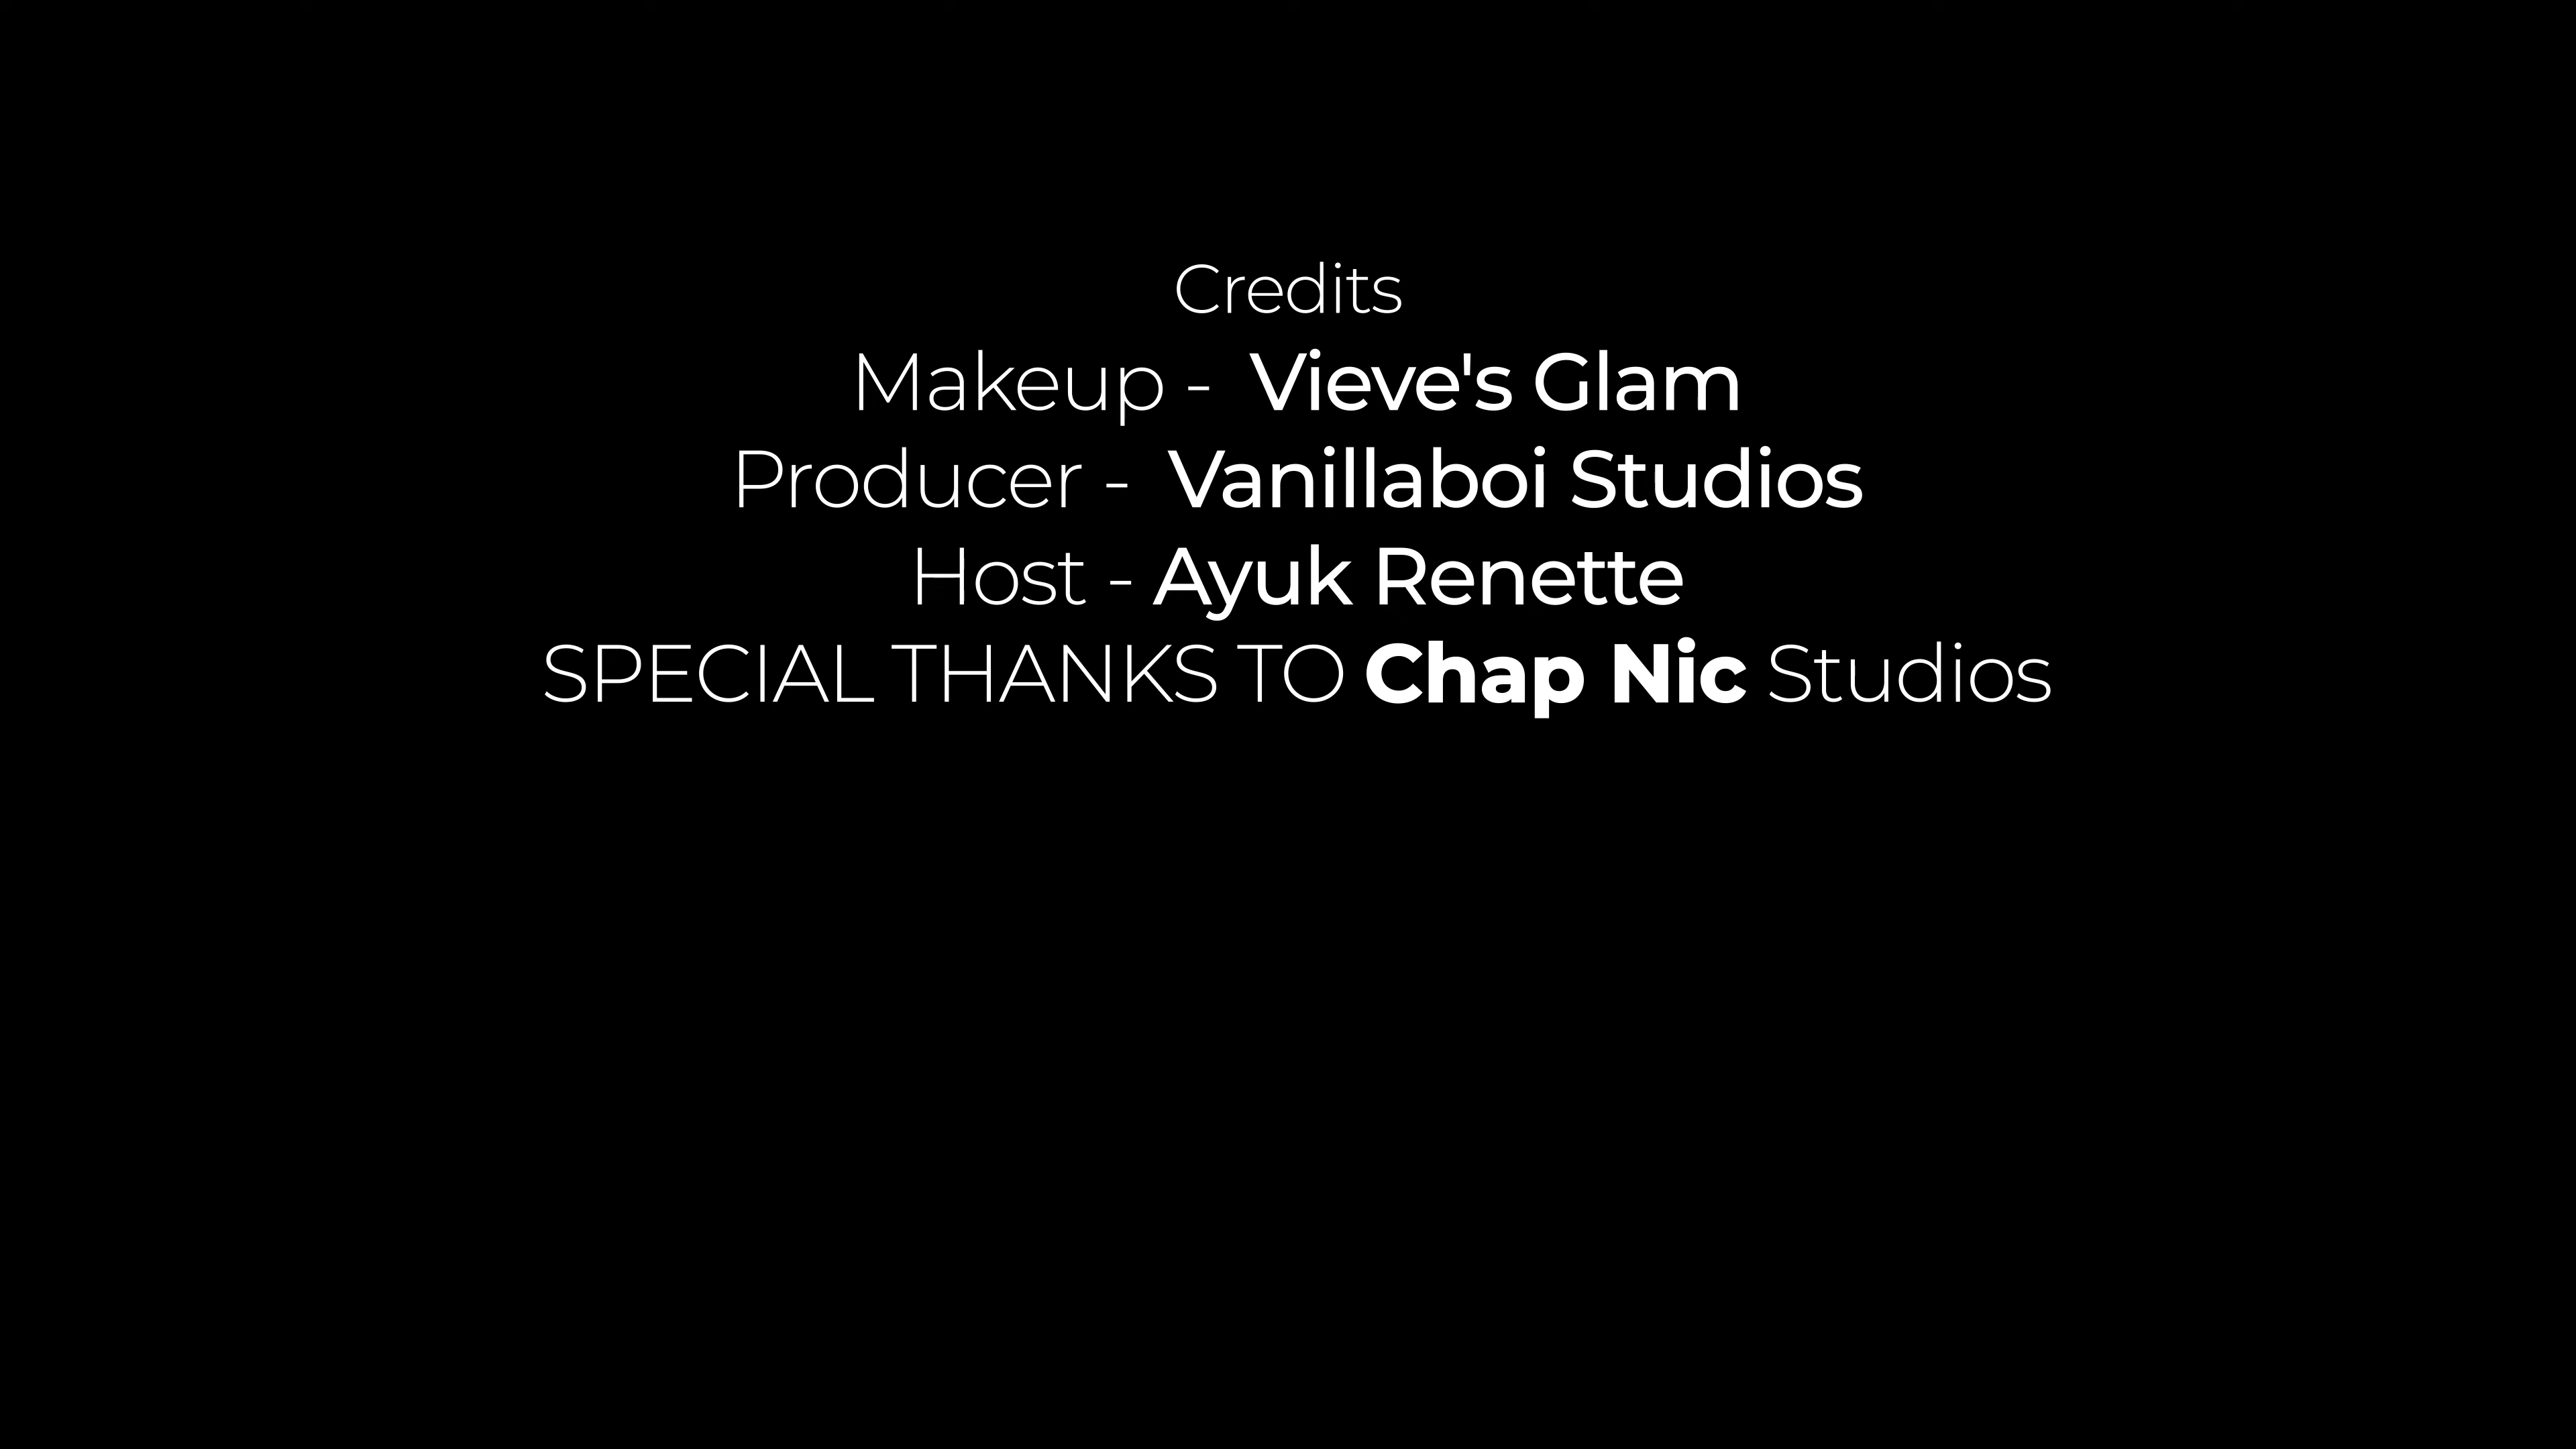 Credits
Makeup -  Vieve's Glam
Producer -  Vanillaboi Studios
Host - Ayuk Renette
SPECIAL THANKS TO Chap Nic Studios